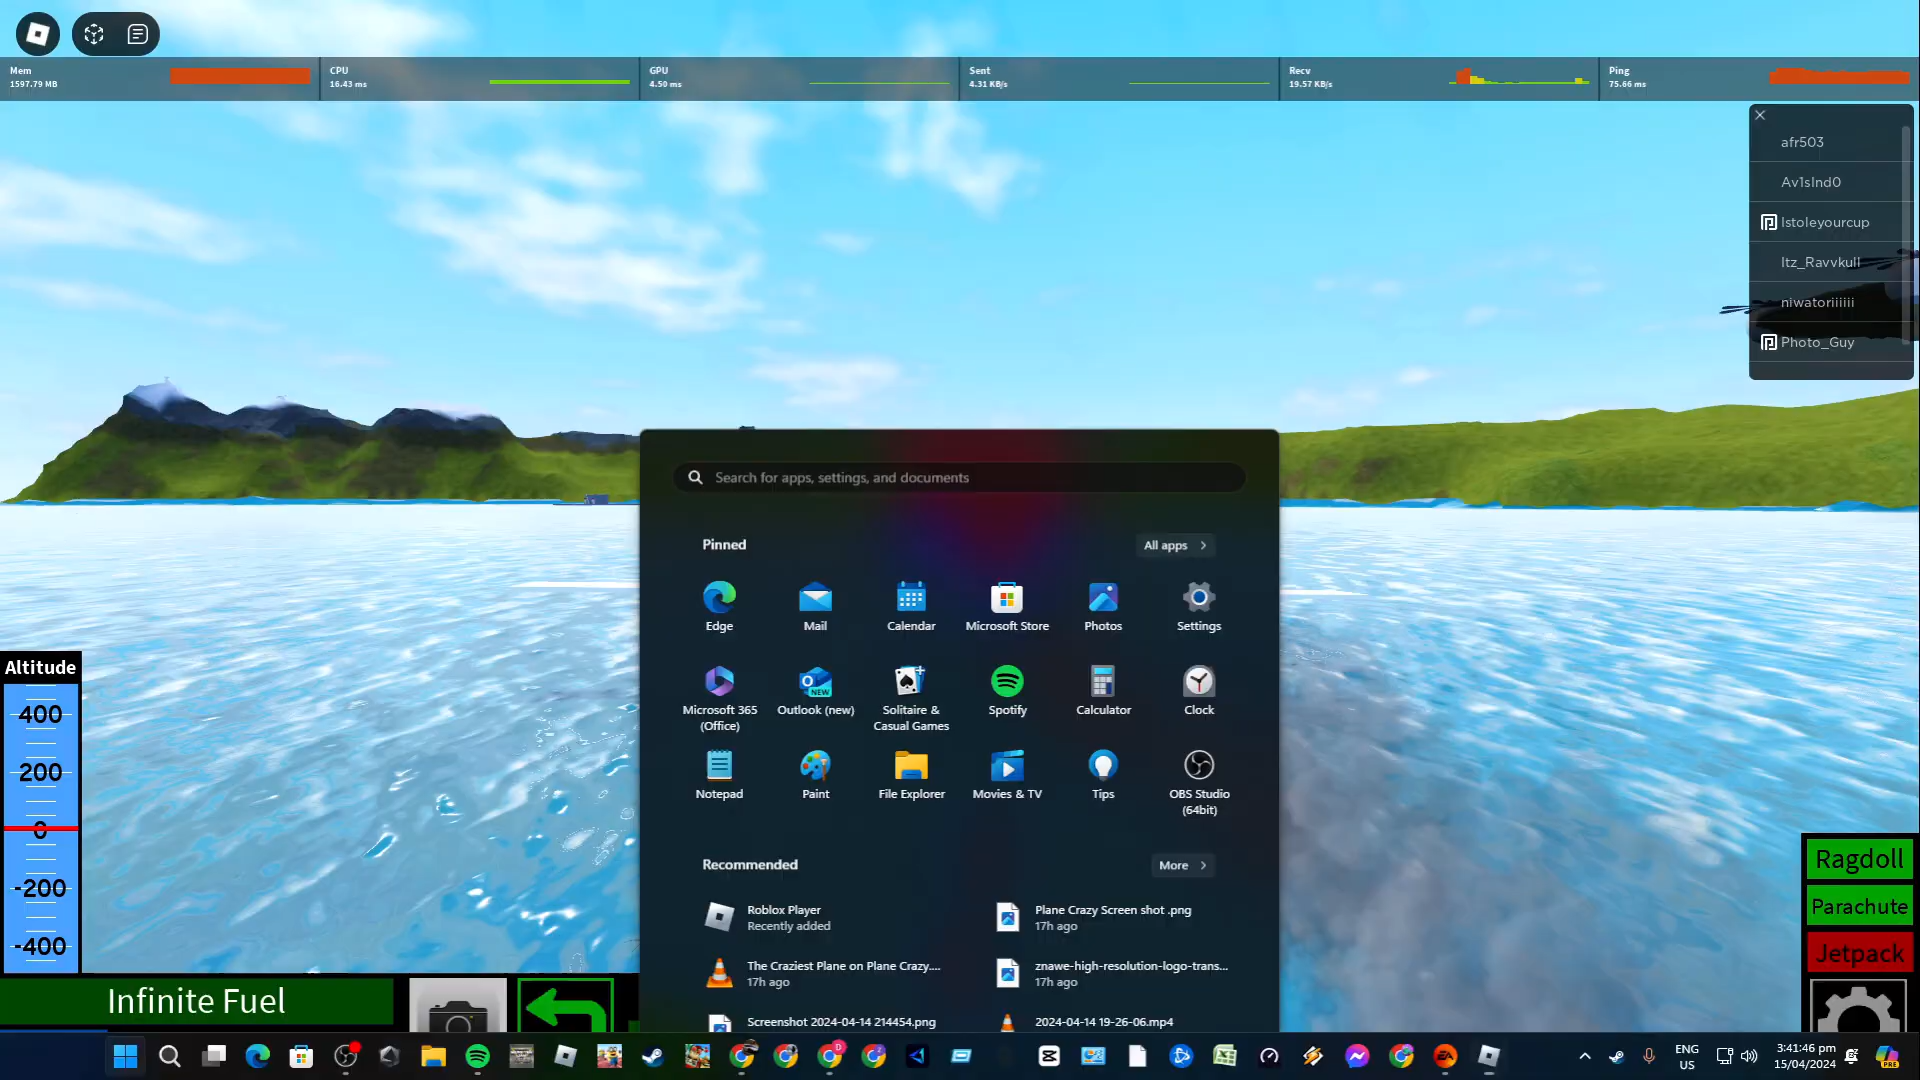 Mem
1597.79 MB
CPU
16.43 ms
GPU
4.50 ms
Sent
4.31 KB/s
Recv
19.57 KB/s
Ping
75.66 ms
afr503
Av1sInd0
Istoleyourcup
Itz_Ravvkull
niwatoriiiiii
Photo_Guy
Search for apps, settings, and documents
Pinned
All apps
Edge
Mail
Calendar
Microsoft Store
Photos
Settings
Microsoft 365
(Office)
Outlook (new)
Solitaire &
Casual Games
Spotify
Calculator
Clock
Notepad
Paint
File Explorer
Movies & TV
Tips
OBS Studio
(64bit)
Recommended
More
Roblox Player
Recently added
Plane Crazy Screen shot .png
17h ago
The Craziest Plane on Plane Crazy....
17h ago
znawe-high-resolution-logo-trans...
17h ago
Screenshot 2024-04-14 214454.png
2024-04-14 19-26-06.mp4
Altitude
400
200
0
-200
-400
Infinite Fuel
Ragdoll
Parachute
Jetpack
ENG
US
3:41:46 pm
15/04/2024